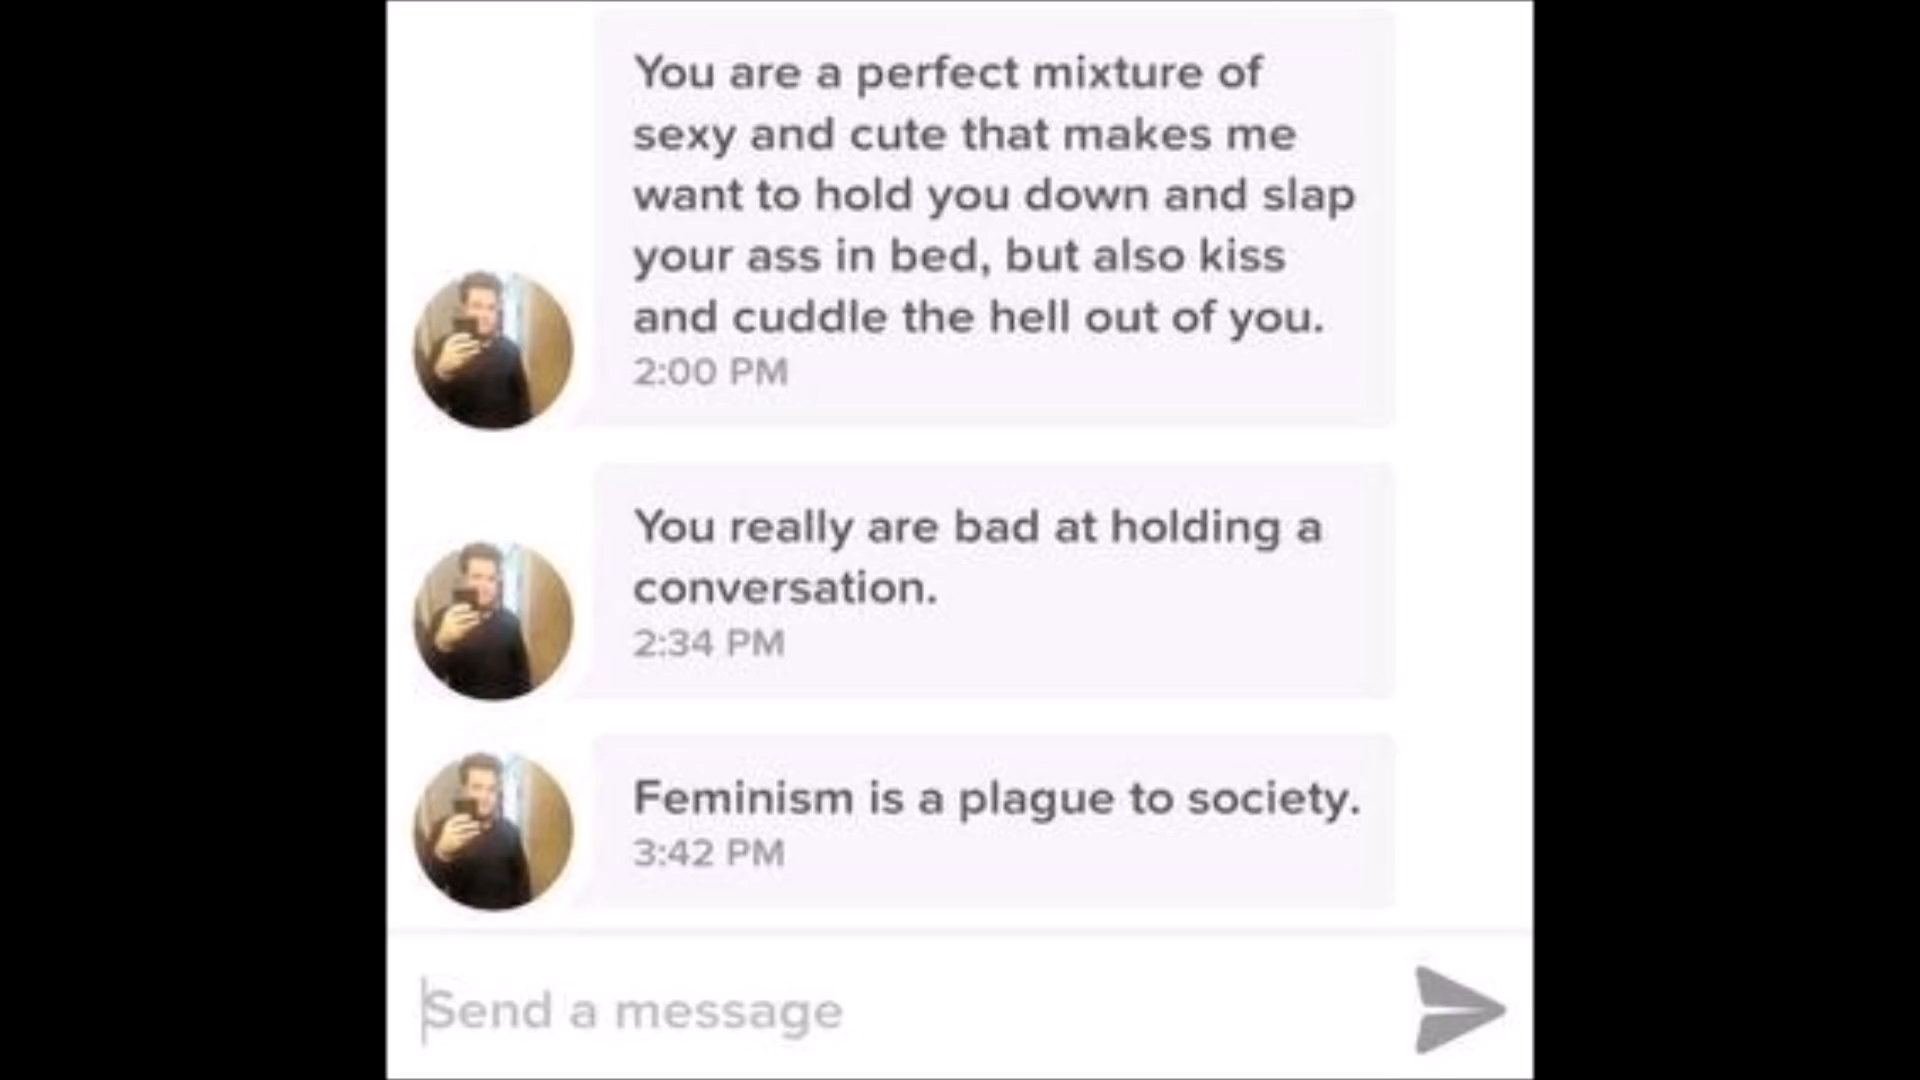 You are a perfect mixture of
sexy and cute that makes me
want to hold you down and slap
your ass in bed, but also kiss
and cuddle the hell out of you.
2:00 PM
You really are bad at holding a
conversation.
2:34 PM
Feminism is a plague to society.
3:42 PM
Send a message